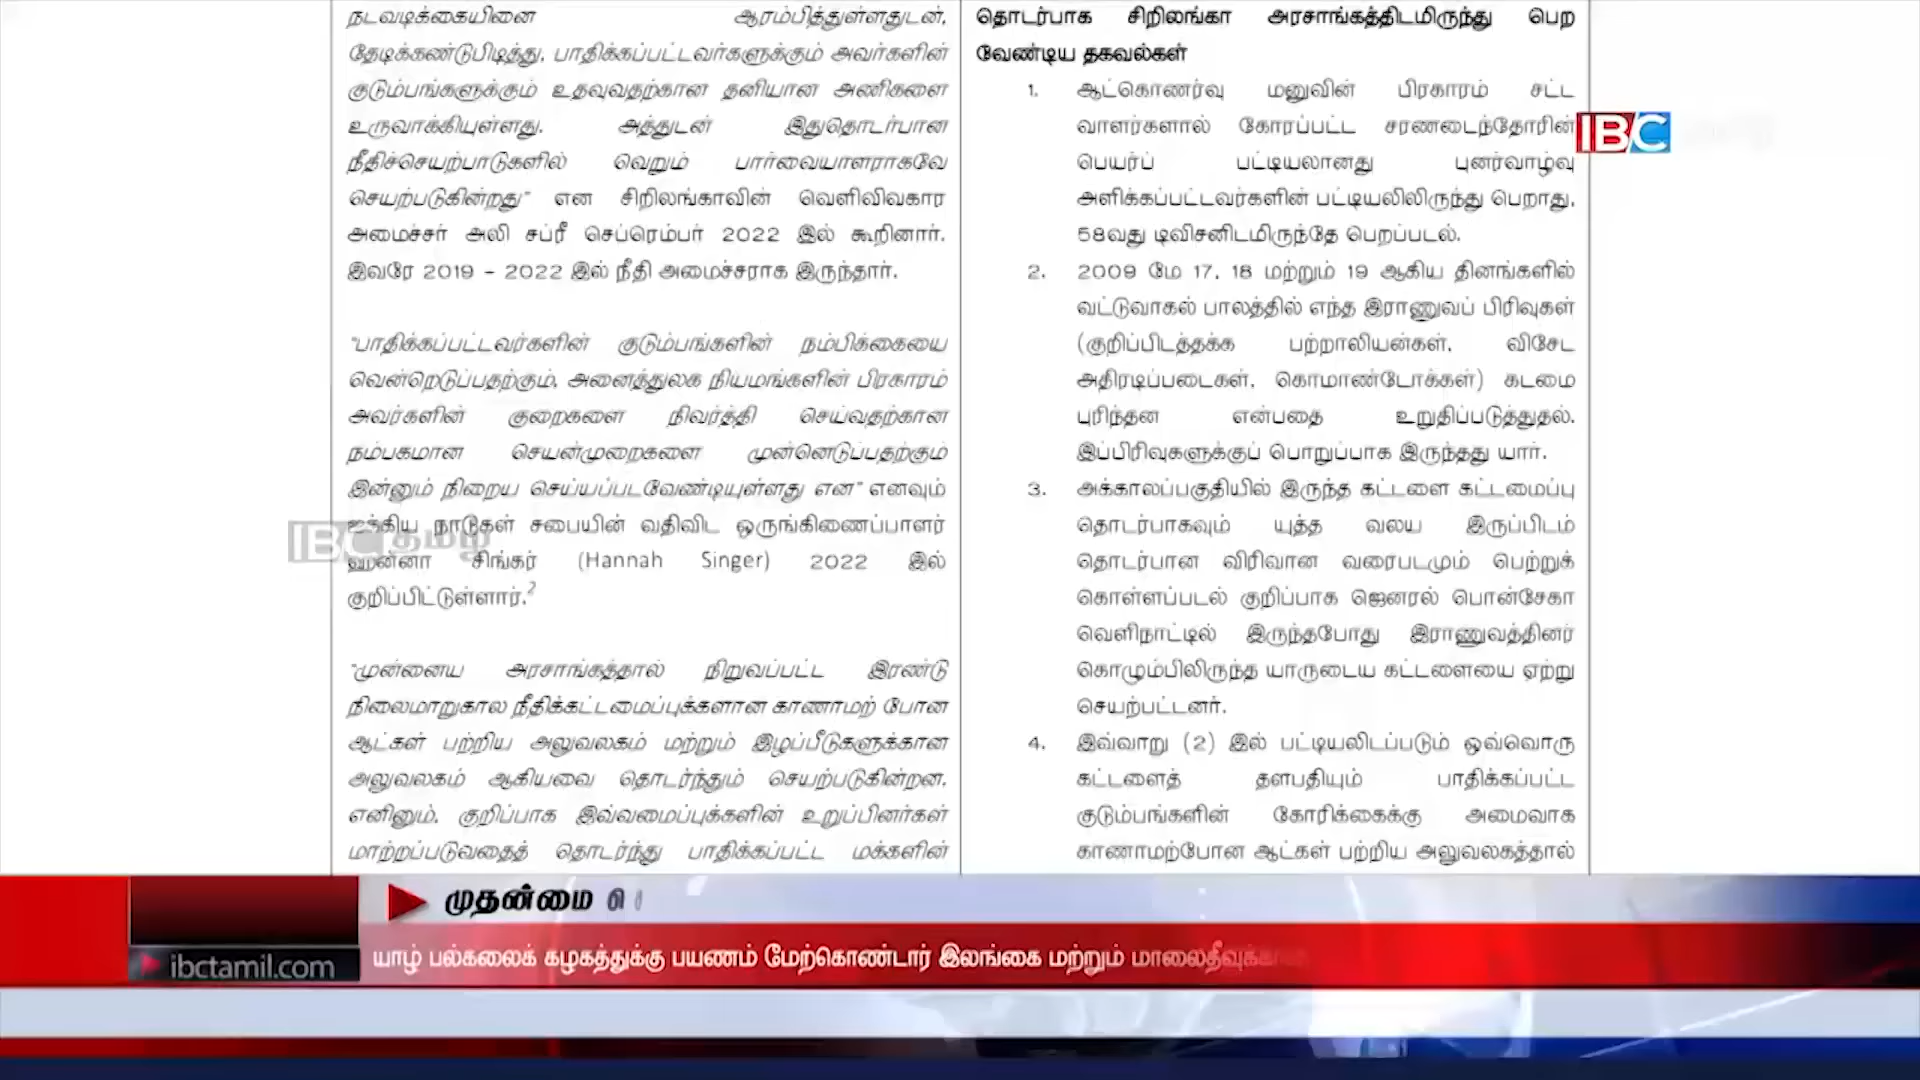 நடவடிக்கையினை ஆரம்பித்துள்ளதுடன்,
தேடிக்கண்டுபிடித்து, பாதிக்கப்பட்டவர்களுக்கும் அவர்களின்
குடும்பங்களுக்கும் உதவுவதற்கான தனியான அணிகளை
உருவாக்கியுள்ளது. அத்துடன் இதுதொடர்பான
நீதிச்செயற்பாடுகளில் வெறும் பார்வையாளராகவே
செயற்படுகின்றது" என சிறிலங்காவின் வெளிவிவகார
அமைச்சர் அலி சப்ரீ செப்ரெம்பர் 2022 இல் கூறினார்.
இவரே 2019 – 2022 இல் நீதி அமைச்சராக இருந்தார்.
"பாதிக்கப்பட்டவர்களின் குடும்பங்களின் நம்பிக்கையை
வென்றெடுப்பதற்கும், அனைத்துலக நியமங்களின் பிரகாரம்
அவர்களின் குறைகளை நிவர்த்தி செய்வதற்கான
நம்பகமான செயன்முறைகளை முன்னெடுப்பதற்கும்
இன்னும் நிறைய செய்யப்படவேண்டியுள்ளது என" எனவும்
ஐக்கிய நாடுகள் சபையின் வதிவிட ஒருங்கிணைப்பாளர்
ஹன்னா சிங்கர் (Hannah Singer) 2022 இல்
குறிப்பிட்டுள்ளார்.2
"முன்னைய அரசாங்கத்தால் நிறுவப்பட்ட இரண்டு
நிலைமாறுகால நீதிக்கட்டமைப்புக்களான காணாமற் போன
ஆட்கள் பற்றிய அலுவலகம் மற்றும் இழப்பீடுகளுக்கான
அலுவலகம் ஆகியவை தொடர்ந்தும் செயற்படுகின்றன.
எனினும், குறிப்பாக இவ்வமைப்புக்களின் உறுப்பினர்கள்
மாற்றப்படுவதைத் தொடர்ந்து பாதிக்கப்பட்ட மக்களின்
தொடர்பாக சிறிலங்கா அரசாங்கத்திடமிருந்து பெற
வேண்டிய தகவல்கள்
1. ஆட்கொணர்வு மனுவின் பிரகாரம் சட்ட
வாளர்களால் கோரப்பட்ட சரணடைந்தோரின்
பெயர்ப் பட்டியலானது புனர்வாழ்வு
அளிக்கப்பட்டவர்களின் பட்டியலிலிருந்து பெறாது,
58வது டிவிசனிடமிருந்தே பெறப்படல்.
2. 2009 மே 17, 18 மற்றும் 19 ஆகிய தினங்களில்
வட்டுவாகல் பாலத்தில் எந்த இராணுவப் பிரிவுகள்
(குறிப்பிடத்தக்க பற்றாலியன்கள், விசேட
அதிரடிப்படைகள், கொமாண்டோக்கள்) கடமை
புரிந்தன என்பதை உறுதிப்படுத்துதல்.
இப்பிரிவுகளுக்குப் பொறுப்பாக இருந்தது யார்.
3. அக்காலப்பகுதியில் இருந்த கட்டளை கட்டமைப்பு
தொடர்பாகவும் யுத்த வலய இருப்பிடம்
தொடர்பான விரிவான வரைபடமும் பெற்றுக்
கொள்ளப்படல் குறிப்பாக ஜெனரல் பொன்சேகா
வெளிநாட்டில் இருந்தபோது இராணுவத்தினர்
கொழும்பிலிருந்த யாருடைய கட்டளையை ஏற்று
செயற்பட்டனர்.
4. இவ்வாறு (2) இல் பட்டியலிடப்படும் ஒவ்வொரு
கட்டளைத் தளபதியும் பாதிக்கப்பட்ட
குடும்பங்களின் கோரிக்கைக்கு அமைவாக
காணாமற்போன ஆட்கள் பற்றிய அலுவலகத்தால்
IBC
IBC தமிழ்
முதன்மை
ibctamil.com
யாழ் பல்கலைக் கழகத்துக்கு பயணம் மேற்கொண்டார் இலங்கை மற்றும் மாலைதீவுக்கா